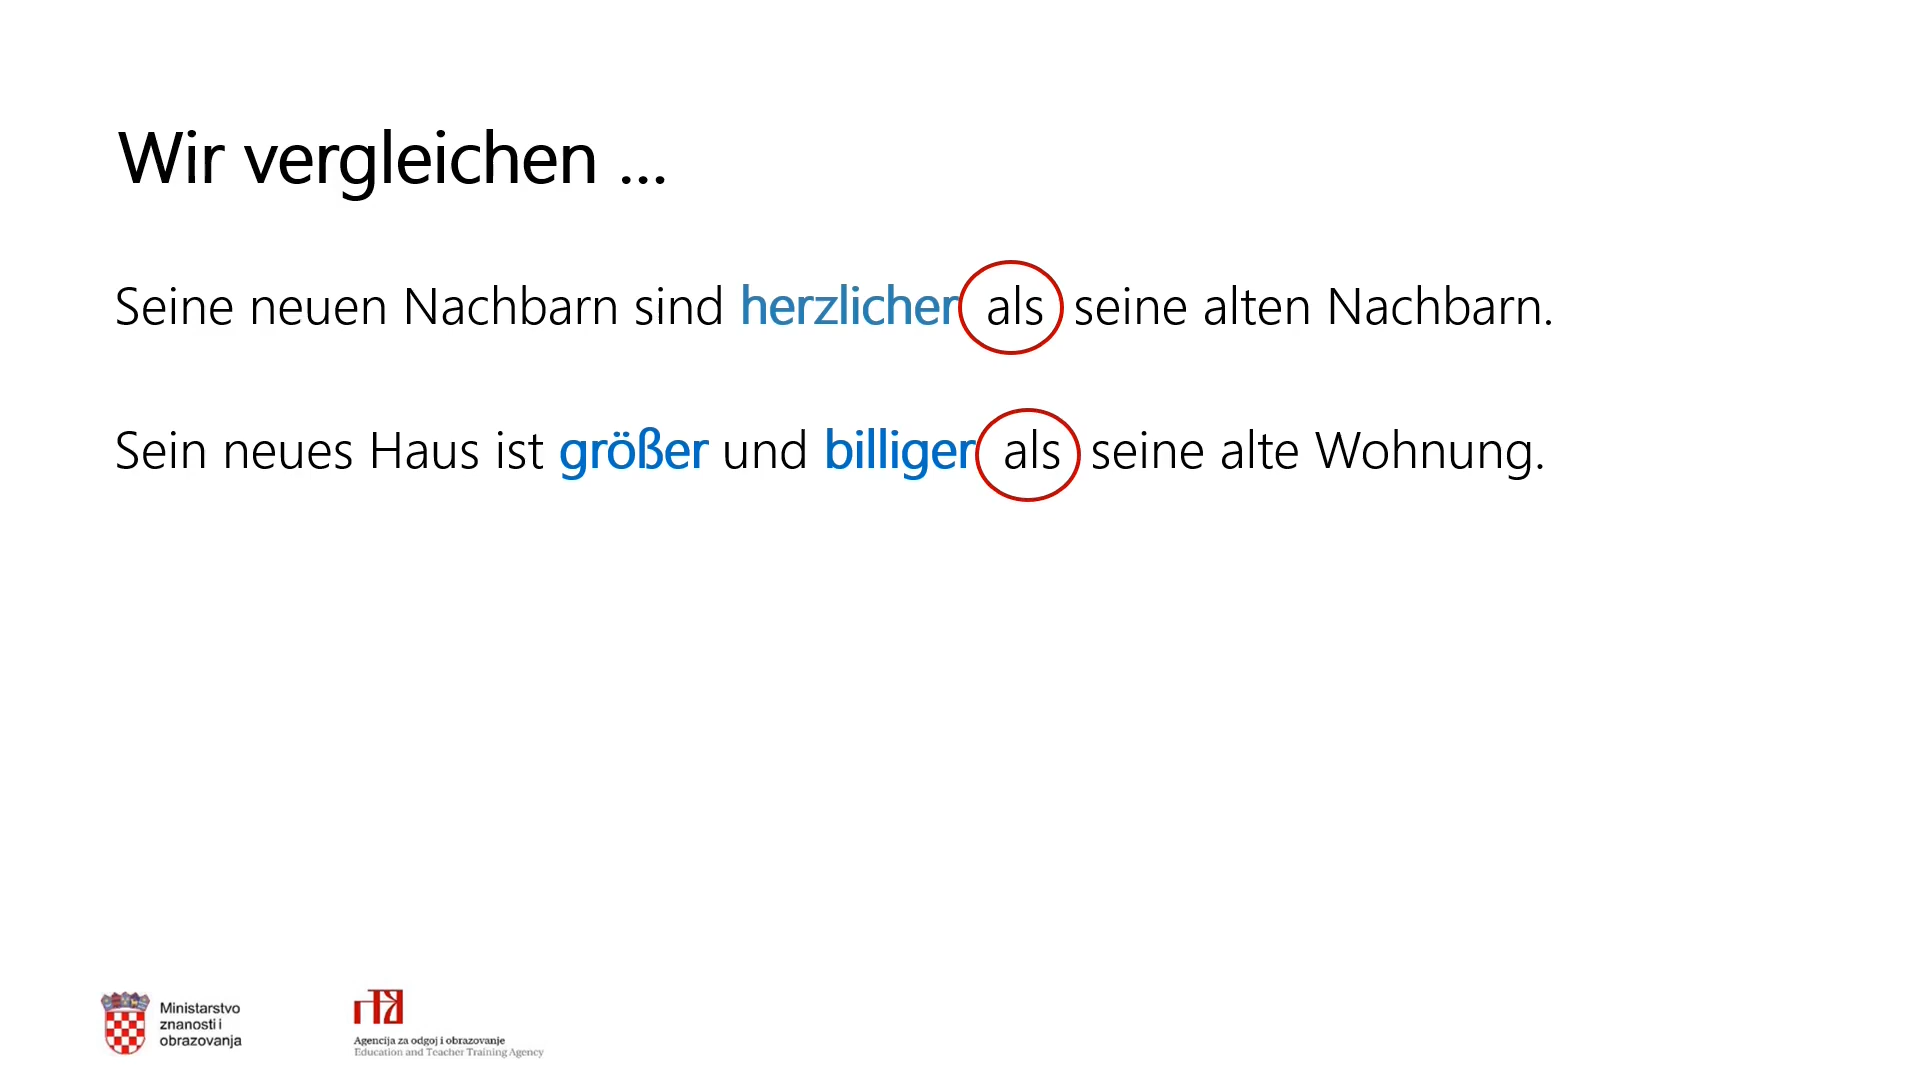 Wir vergleichen ...
Seine neuen Nachbarn sind herzlicher als seine alten Nachbarn.
Sein neues Haus ist größer und billiger als seine alte Wohnung.
Ministarstvo
znanosti i
obrazovanja
Agencija za odgoj i obrazovanje
Education and Teacher Training Agency